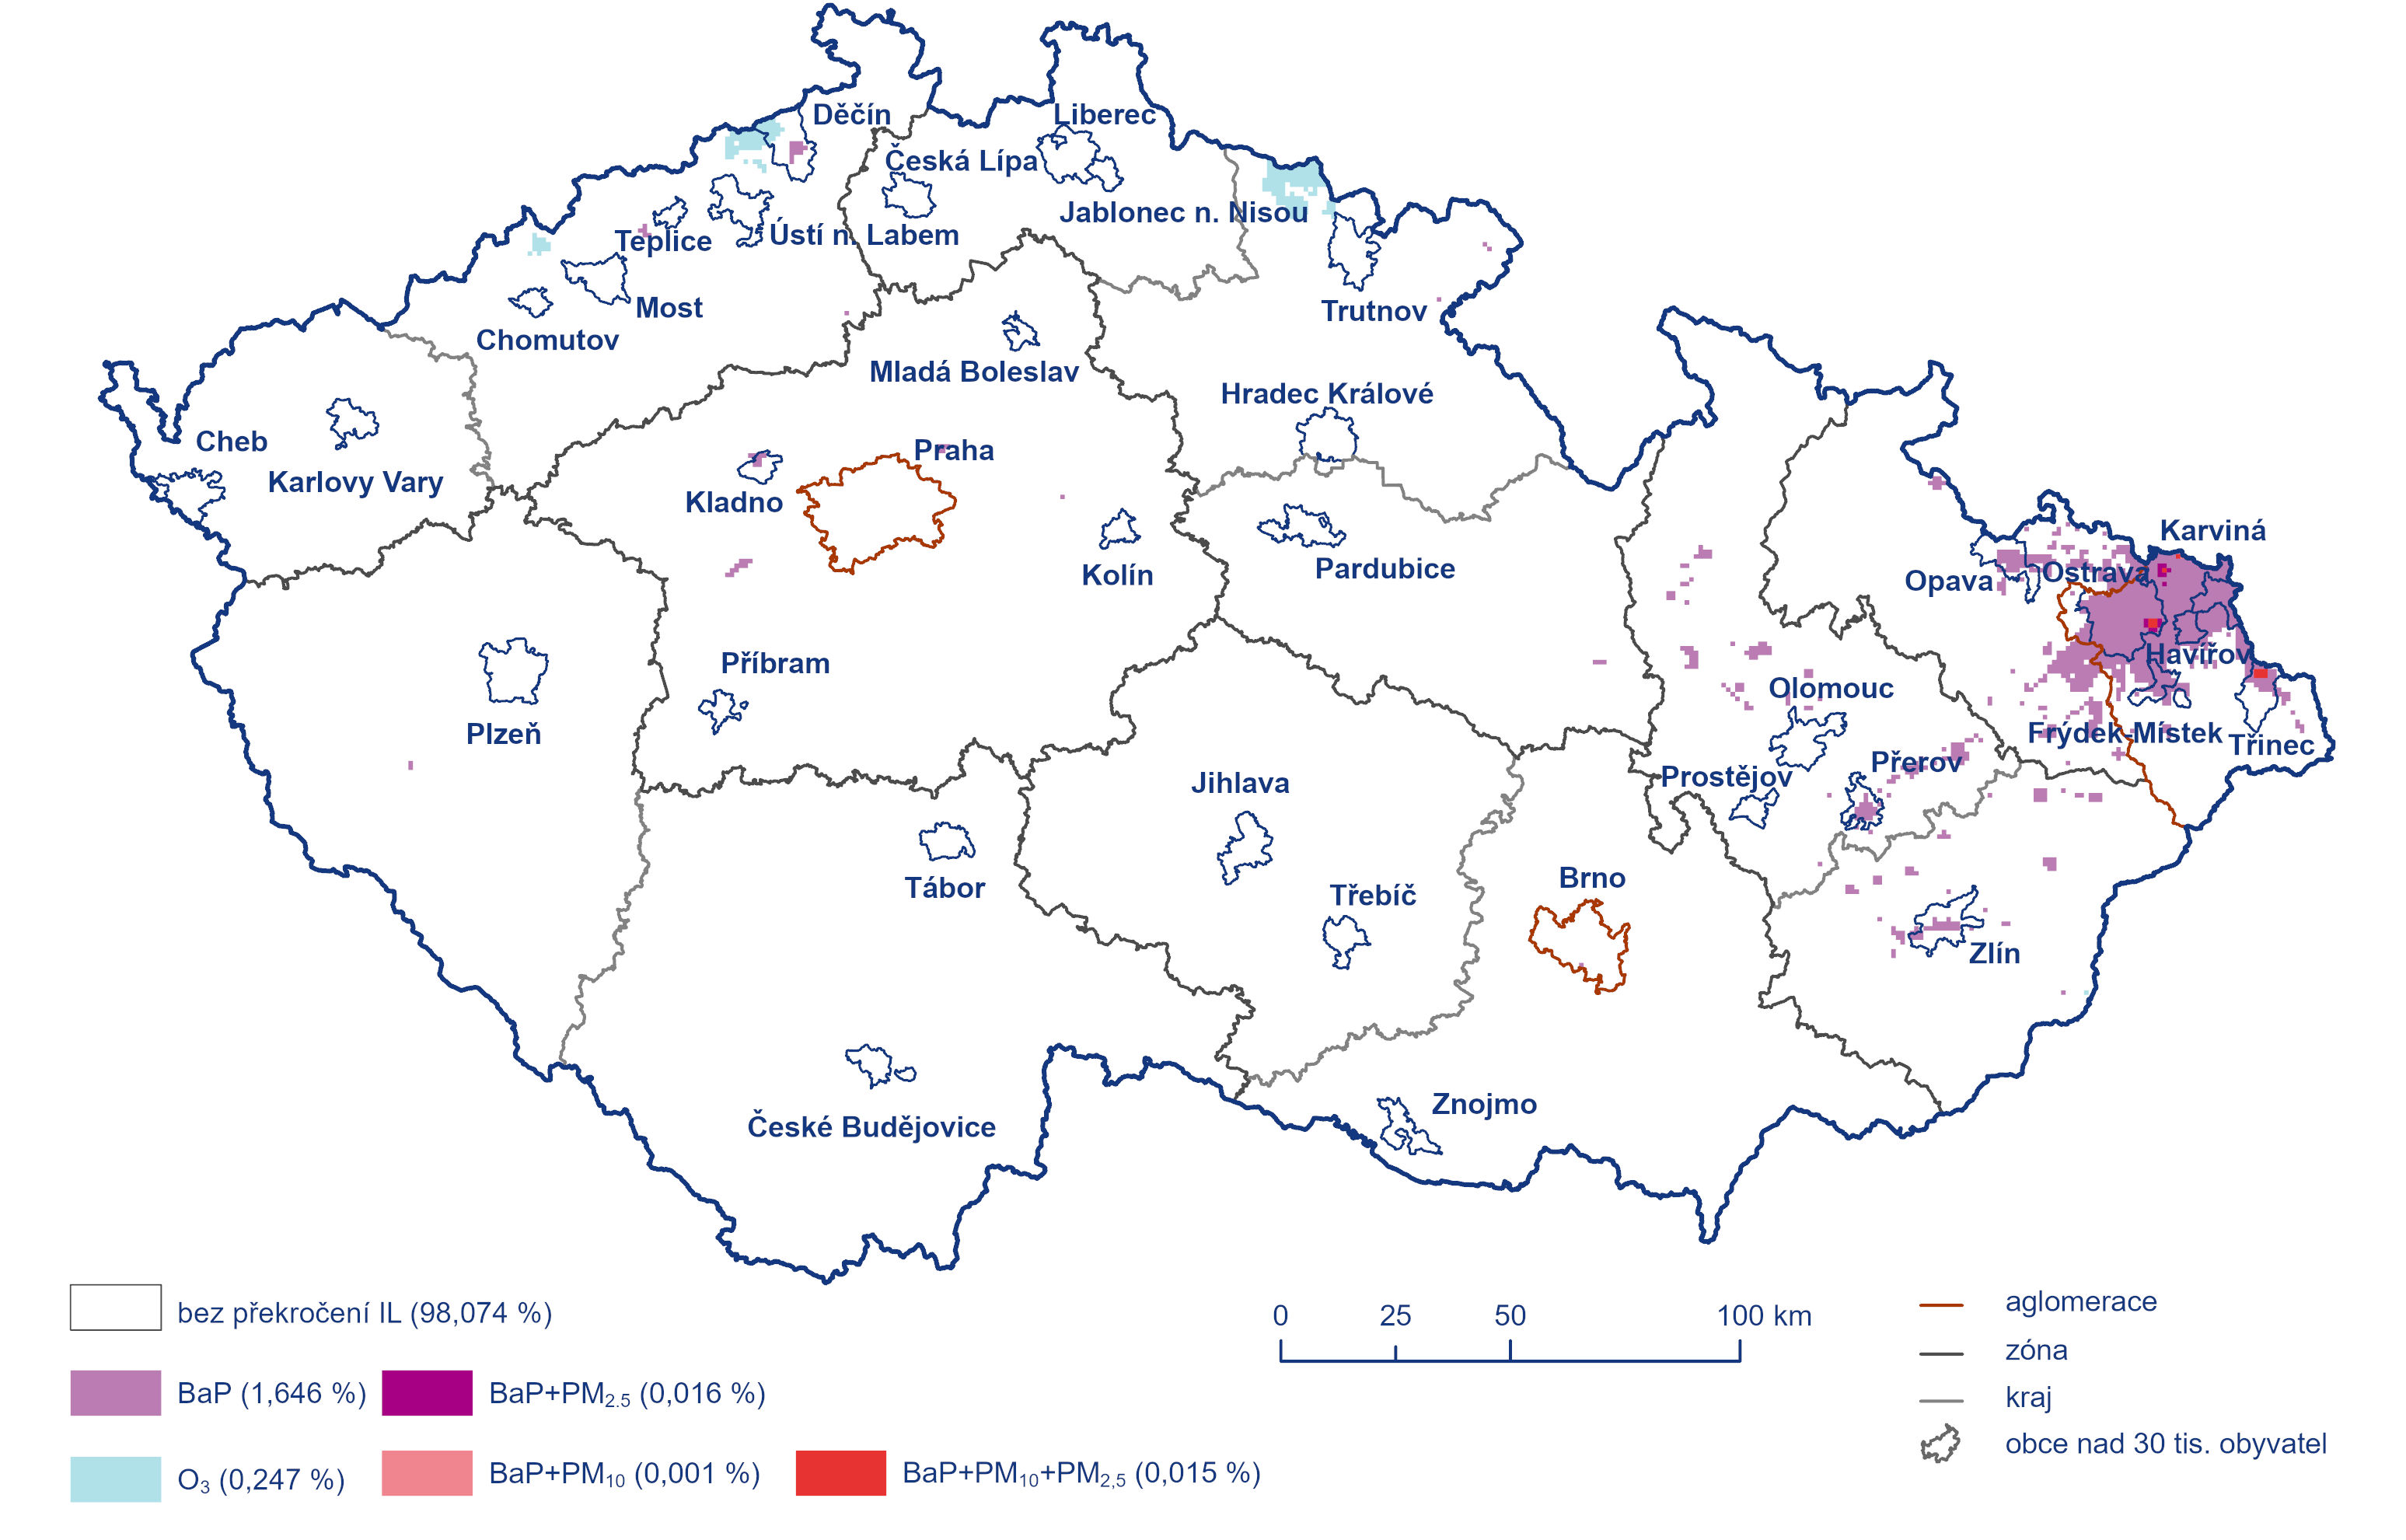 Děčín
Liberec
Česká Lípa
Jablonec n. Nisou
Teplice
Ústí n. Labem
Most
Trutnov
Chomutov
Mladá Boleslav
Hradec Králové
Cheb
Praha
Karlovy Vary
Kladno
Karviná
Pardubice
Kolín
Opava
Ostrava
Příbram
Havířov
Olomouc
Plzeň
Frýdek-Místek
Třinec
Přerov
Prostějov
Jihlava
Tábor
Třebíč
Brno
Zlín
Znojmo
České Budějovice
bez překročení IL (98,074 %)
BaP (1,646 %)
BaP+PM2.5 (0,016 %)
O3 (0,247 %)
BaP+PM10 (0,001 %)
BaP+PM10+PM2,5 (0,015 %)
0 25 50 100 km
aglomerace
zóna
kraj
obce nad 30 tis. obyvatel